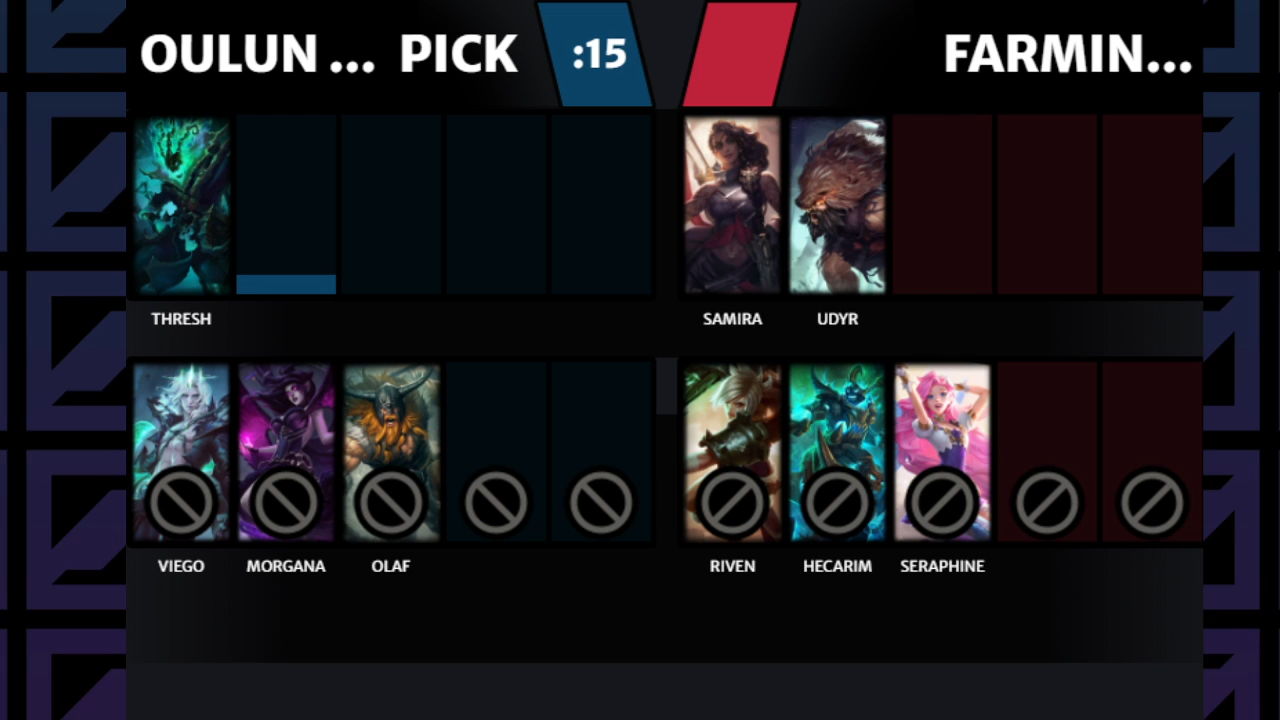 OULUN ... PICK :15 FARMIN...
THRESH SAMIRA UDYR
VIEGO MORGANA OLAF RIVEN HECARIM SERAPHINE